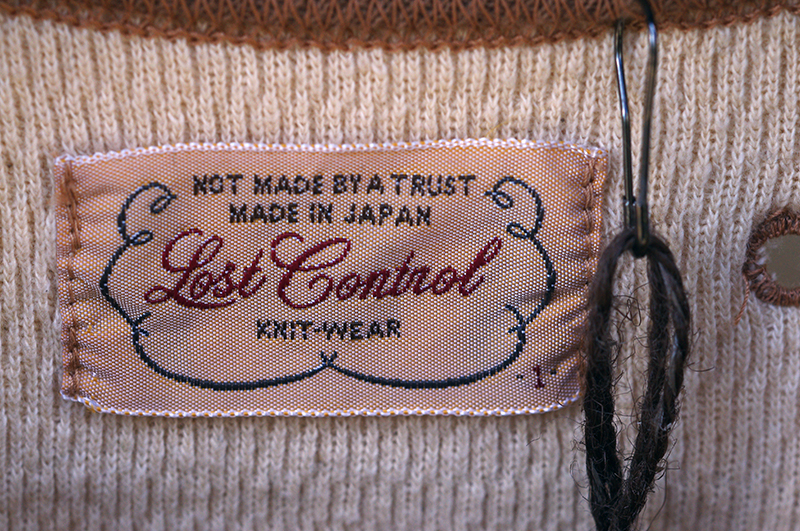 NOT MADE BY A TRUST
MADE IN JAPAN
Lost Control
KNIT-WEAR
-1-